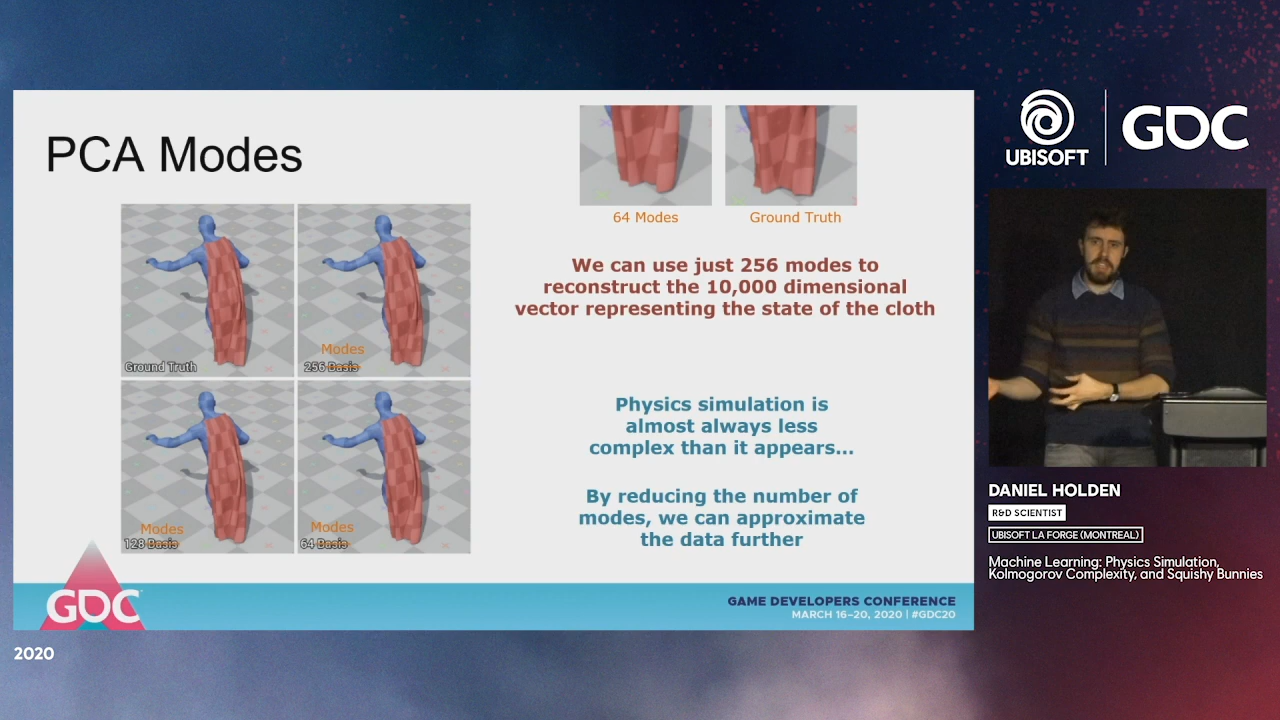 PCA Modes
64 Modes
Ground Truth
We can use just 256 modes to
reconstruct the 10,000 dimensional
vector representing the state of the cloth
Ground Truth
Modes
256 Basis
Modes
128 Basis
Modes
64 Basis
Physics simulation is
almost always less
complex than it appears...
By reducing the number of
modes, we can approximate
the data further
GDC
GAME DEVELOPERS CONFERENCE
MARCH 16–20, 2020 | #GDC20
2020
UBISOFT
GDC
DANIEL HOLDEN
R&D SCIENTIST
UBISOFT LA FORGE (MONTREAL)
Machine Learning: Physics Simulation,
Kolmogorov Complexity, and Squishy Bunnies